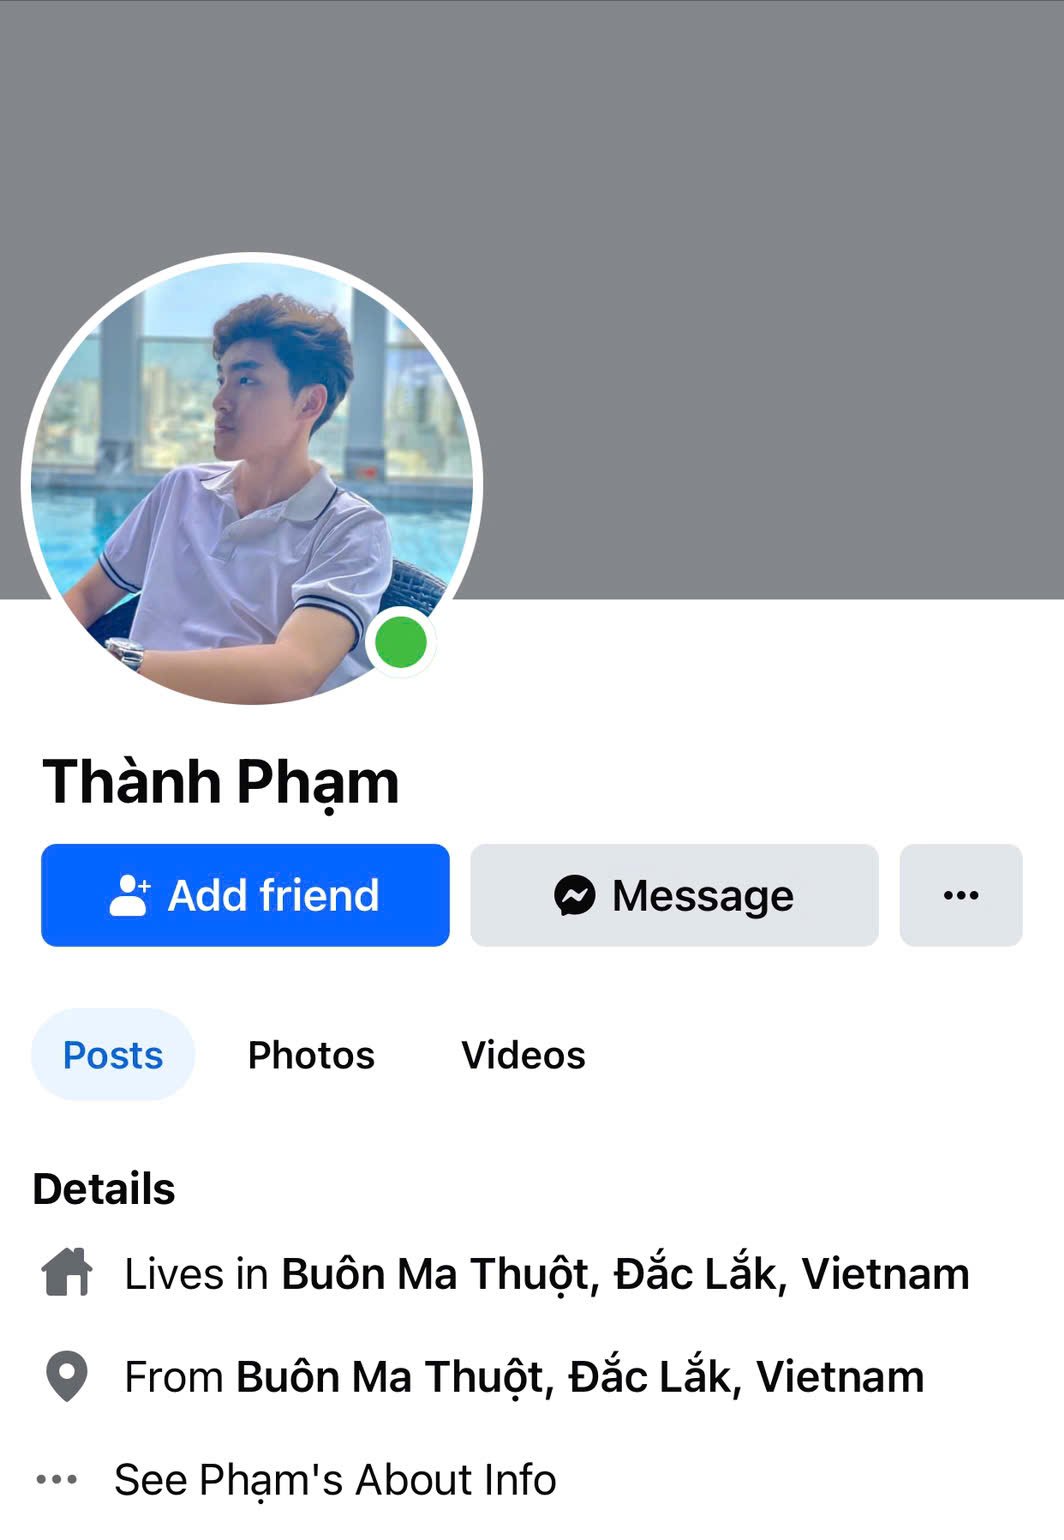 Thành Phạm
Add friend
Message
Posts
Photos
Videos
Details
Lives in Buôn Ma Thuột, Đắc Lắk, Vietnam
From Buôn Ma Thuột, Đắc Lắk, Vietnam
See Phạm's About Info